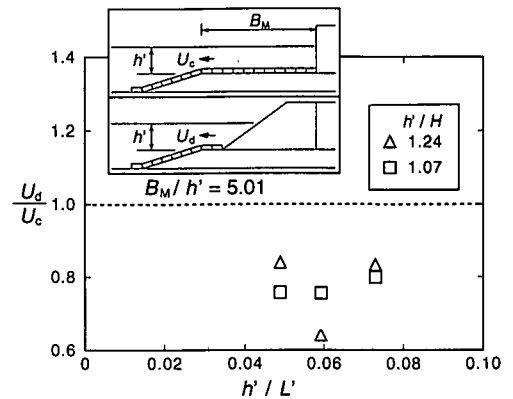 B_M
h'
U_c
h'
U_d
B_M / h' = 5.01
h' / H
△ 1.24
□ 1.07
U_d
U_c
1.4
1.2
1.0
0.8
0.6
0
0.02
0.04
0.06
0.08
0.10
h' / L'